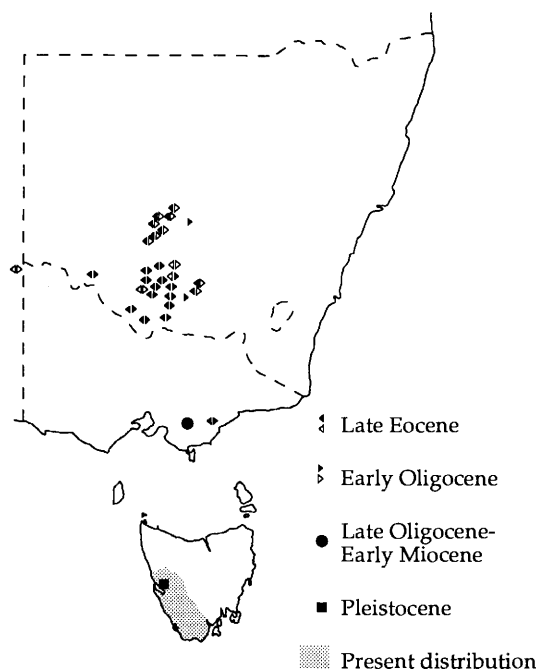 Late Eocene
Early Oligocene
Late Oligocene-
Early Miocene
Pleistocene
Present distribution